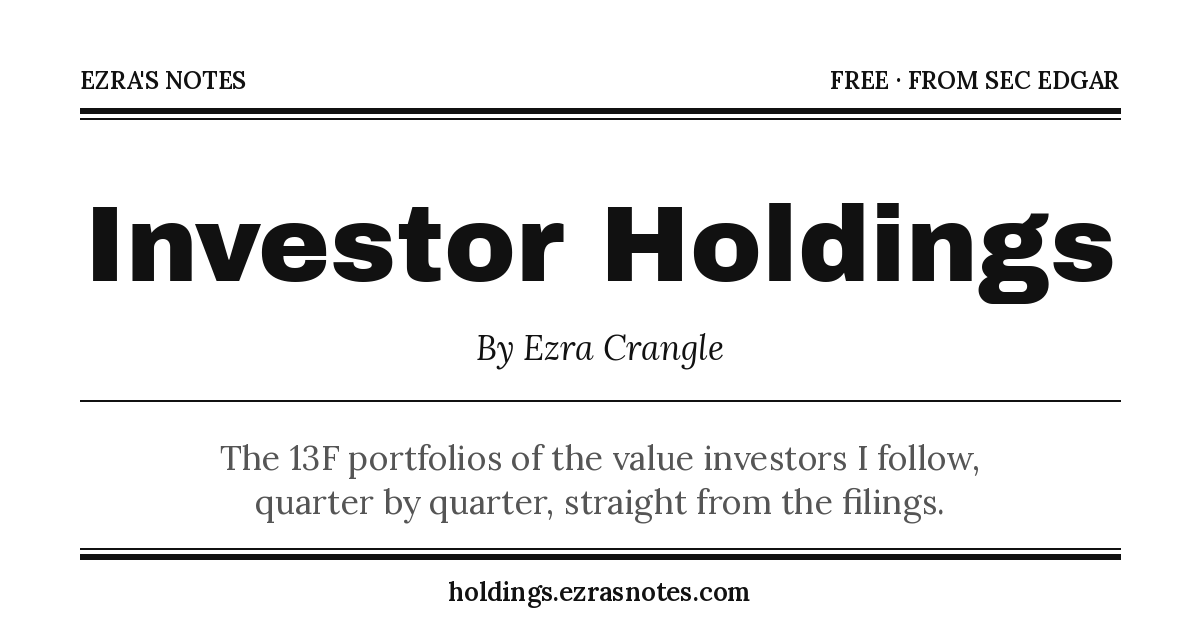 EZRA'S NOTES
FREE · FROM SEC EDGAR
Investor Holdings
By Ezra Crangle
The 13F portfolios of the value investors I follow,
quarter by quarter, straight from the filings.
holdings.ezrasnotes.com